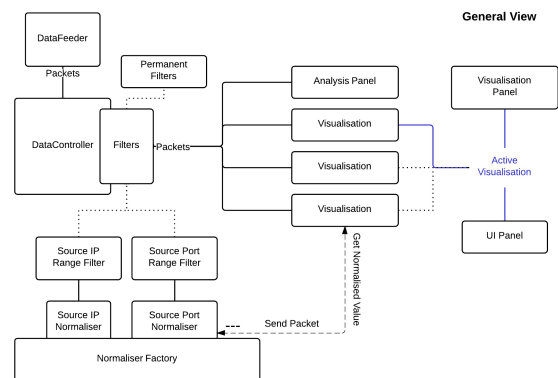 General View
DataFeeder
Packets
Permanent
Filters
Analysis Panel
Visualisation
Panel
DataController
Filters
Packets
Visualisation
Visualisation
Visualisation
Active
Visualisation
UI Panel
Source IP
Range Filter
Source Port
Range Filter
Get Normalised Value
Source IP
Normaliser
Source Port
Normaliser
---
Send Packet
Normaliser Factory